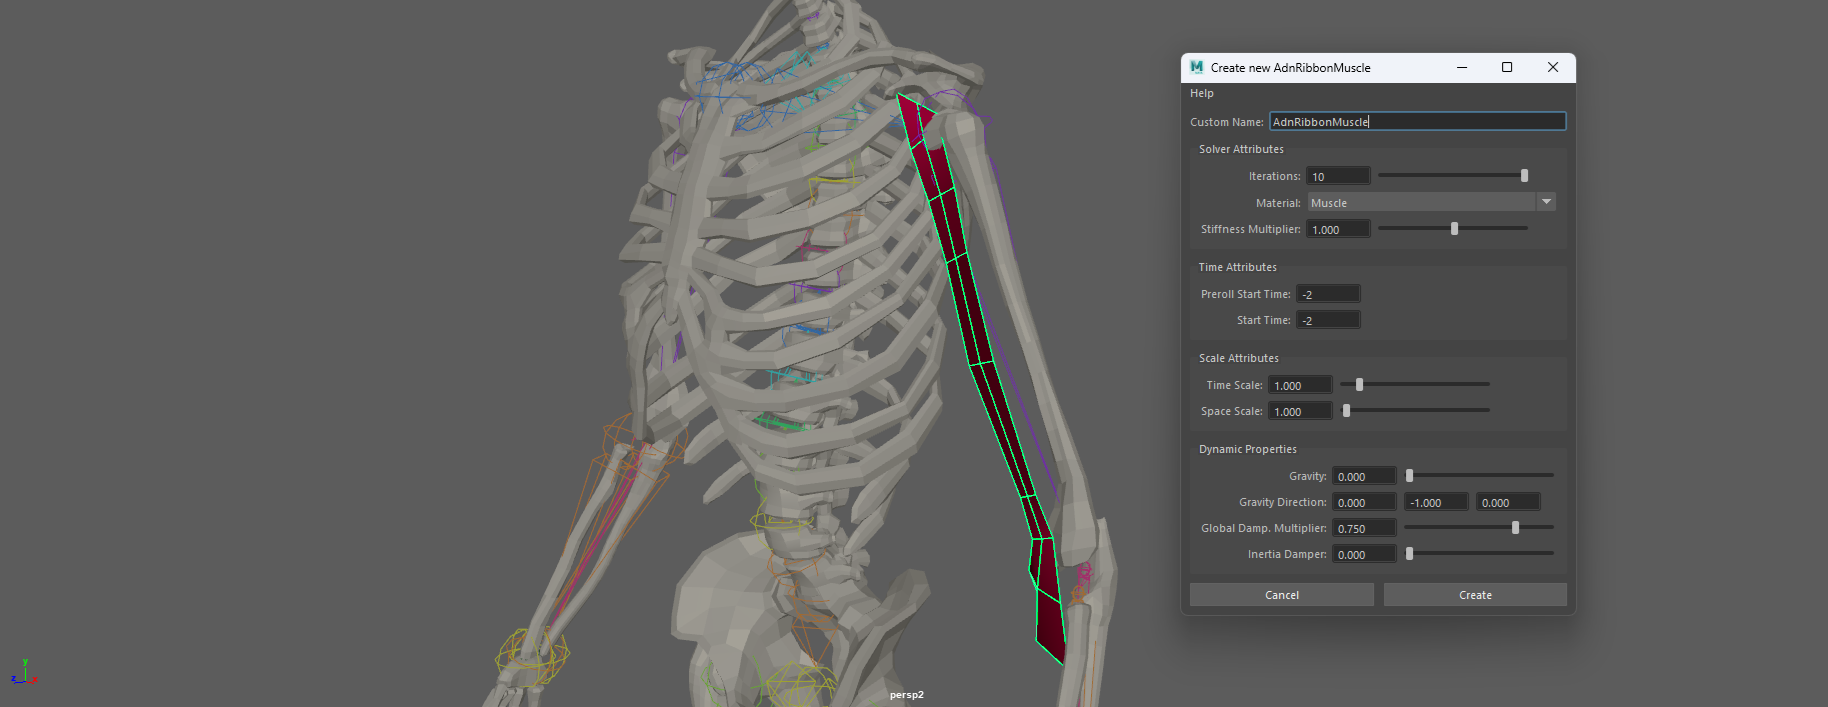 Create new AdnRibbonMuscle
Help
Custom Name: AdnRibbonMuscle
Solver Attributes
Iterations: 10
Material: Muscle
Stiffness Multiplier: 1.000
Time Attributes
Preroll Start Time: -2
Start Time: -2
Scale Attributes
Time Scale: 1.000
Space Scale: 1.000
Dynamic Properties
Gravity: 0.000
Gravity Direction: 0.000 -1.000 0.000
Global Damp. Multiplier: 0.750
Inertia Damper: 0.000
Cancel Create
y
z x
persp2